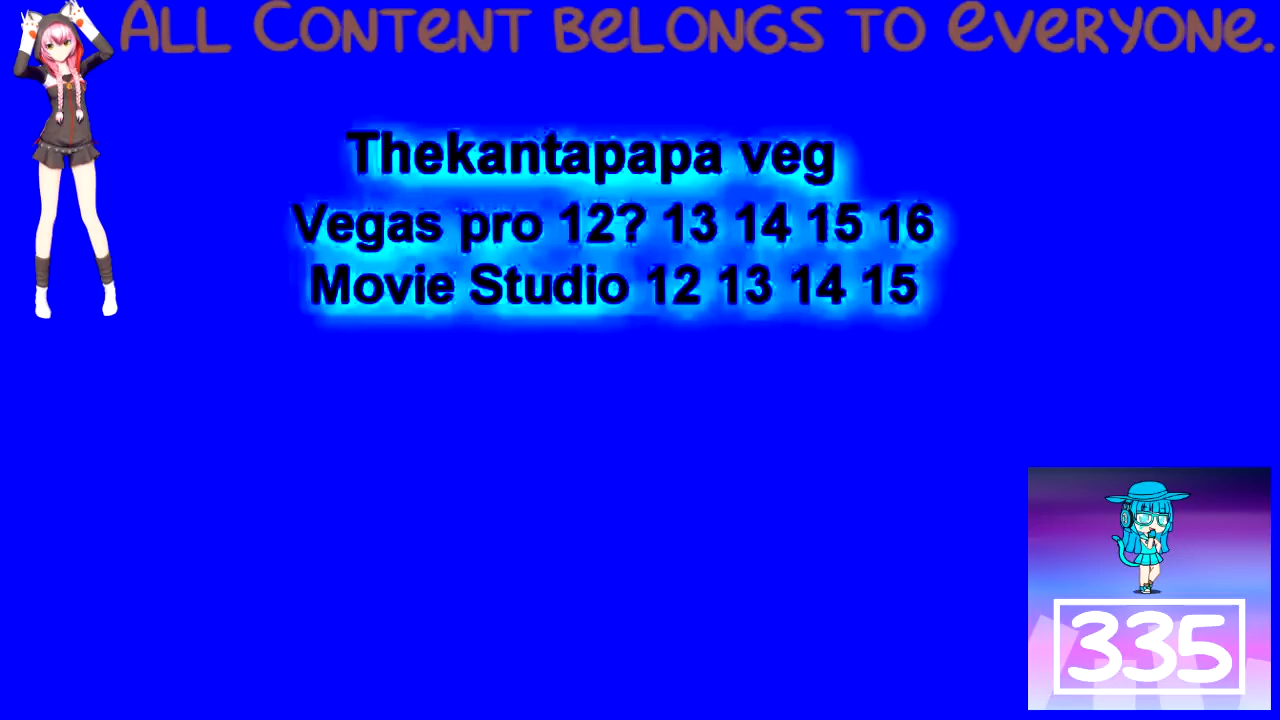 All Content belongs to everyone.
Thekantapapa veg
Vegas pro 12? 13 14 15 16
Movie Studio 12 13 14 15
335